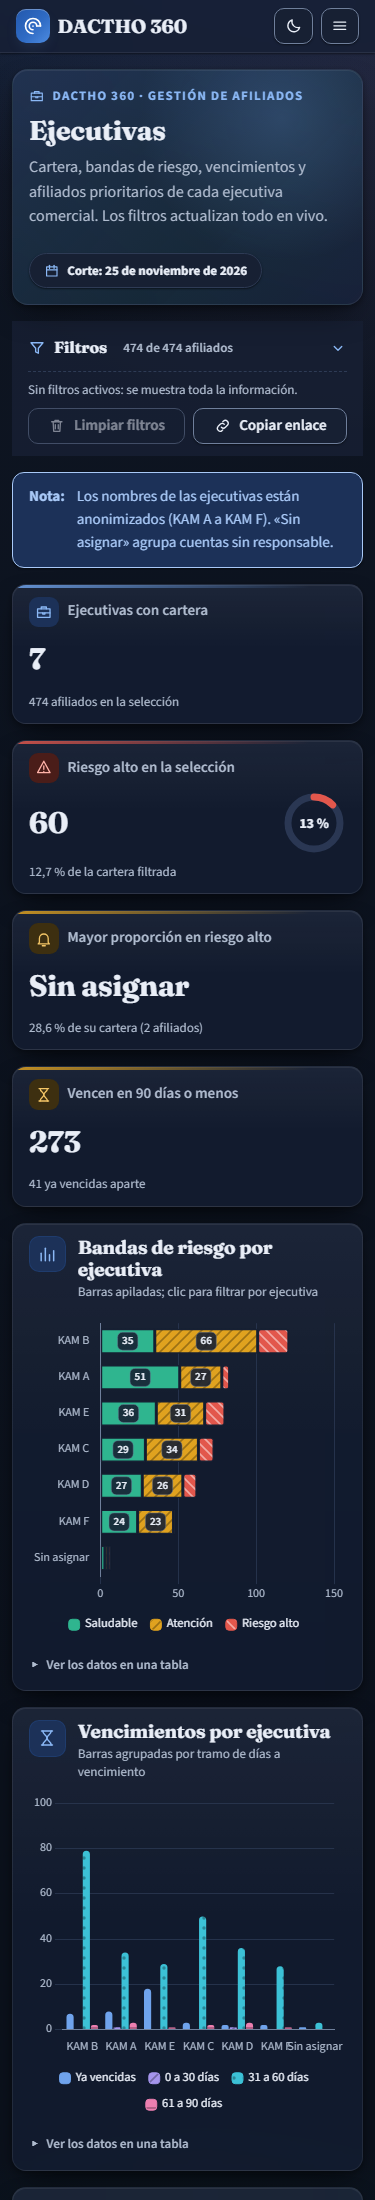 DACTHO 360
DACTHO 360 · GESTIÓN DE AFILIADOS
Ejecutivas
Cartera, bandas de riesgo, vencimientos y
afiliados prioritarios de cada ejecutiva
comercial. Los filtros actualizan todo en vivo.
Corte: 25 de noviembre de 2026
Filtros 474 de 474 afiliados
Sin filtros activos: se muestra toda la información.
Limpiar filtros Copiar enlace
Nota: Los nombres de las ejecutivas están
anonimizados (KAM A a KAM F). «Sin
asignar» agrupa cuentas sin responsable.
Ejecutivas con cartera
7
474 afiliados en la selección
Riesgo alto en la selección
60
13 %
12,7 % de la cartera filtrada
Mayor proporción en riesgo alto
Sin asignar
28,6 % de su cartera (2 afiliados)
Vencen en 90 días o menos
273
41 ya vencidas aparte
Bandas de riesgo por
ejecutiva
Barras apiladas; clic para filtrar por ejecutiva
KAM B 35 66
KAM A 51 27
KAM E 36 31
KAM C 29 34
KAM D 27 26
KAM F 24 23
Sin asignar
0 50 100 150
Saludable Atención Riesgo alto
Ver los datos en una tabla
Vencimientos por ejecutiva
Barras agrupadas por tramo de días a
vencimiento
100
80
60
40
20
0
KAM B KAM A KAM E KAM C KAM D KAM F Sin asignar
Ya vencidas 0 a 30 días 31 a 60 días
61 a 90 días
Ver los datos en una tabla